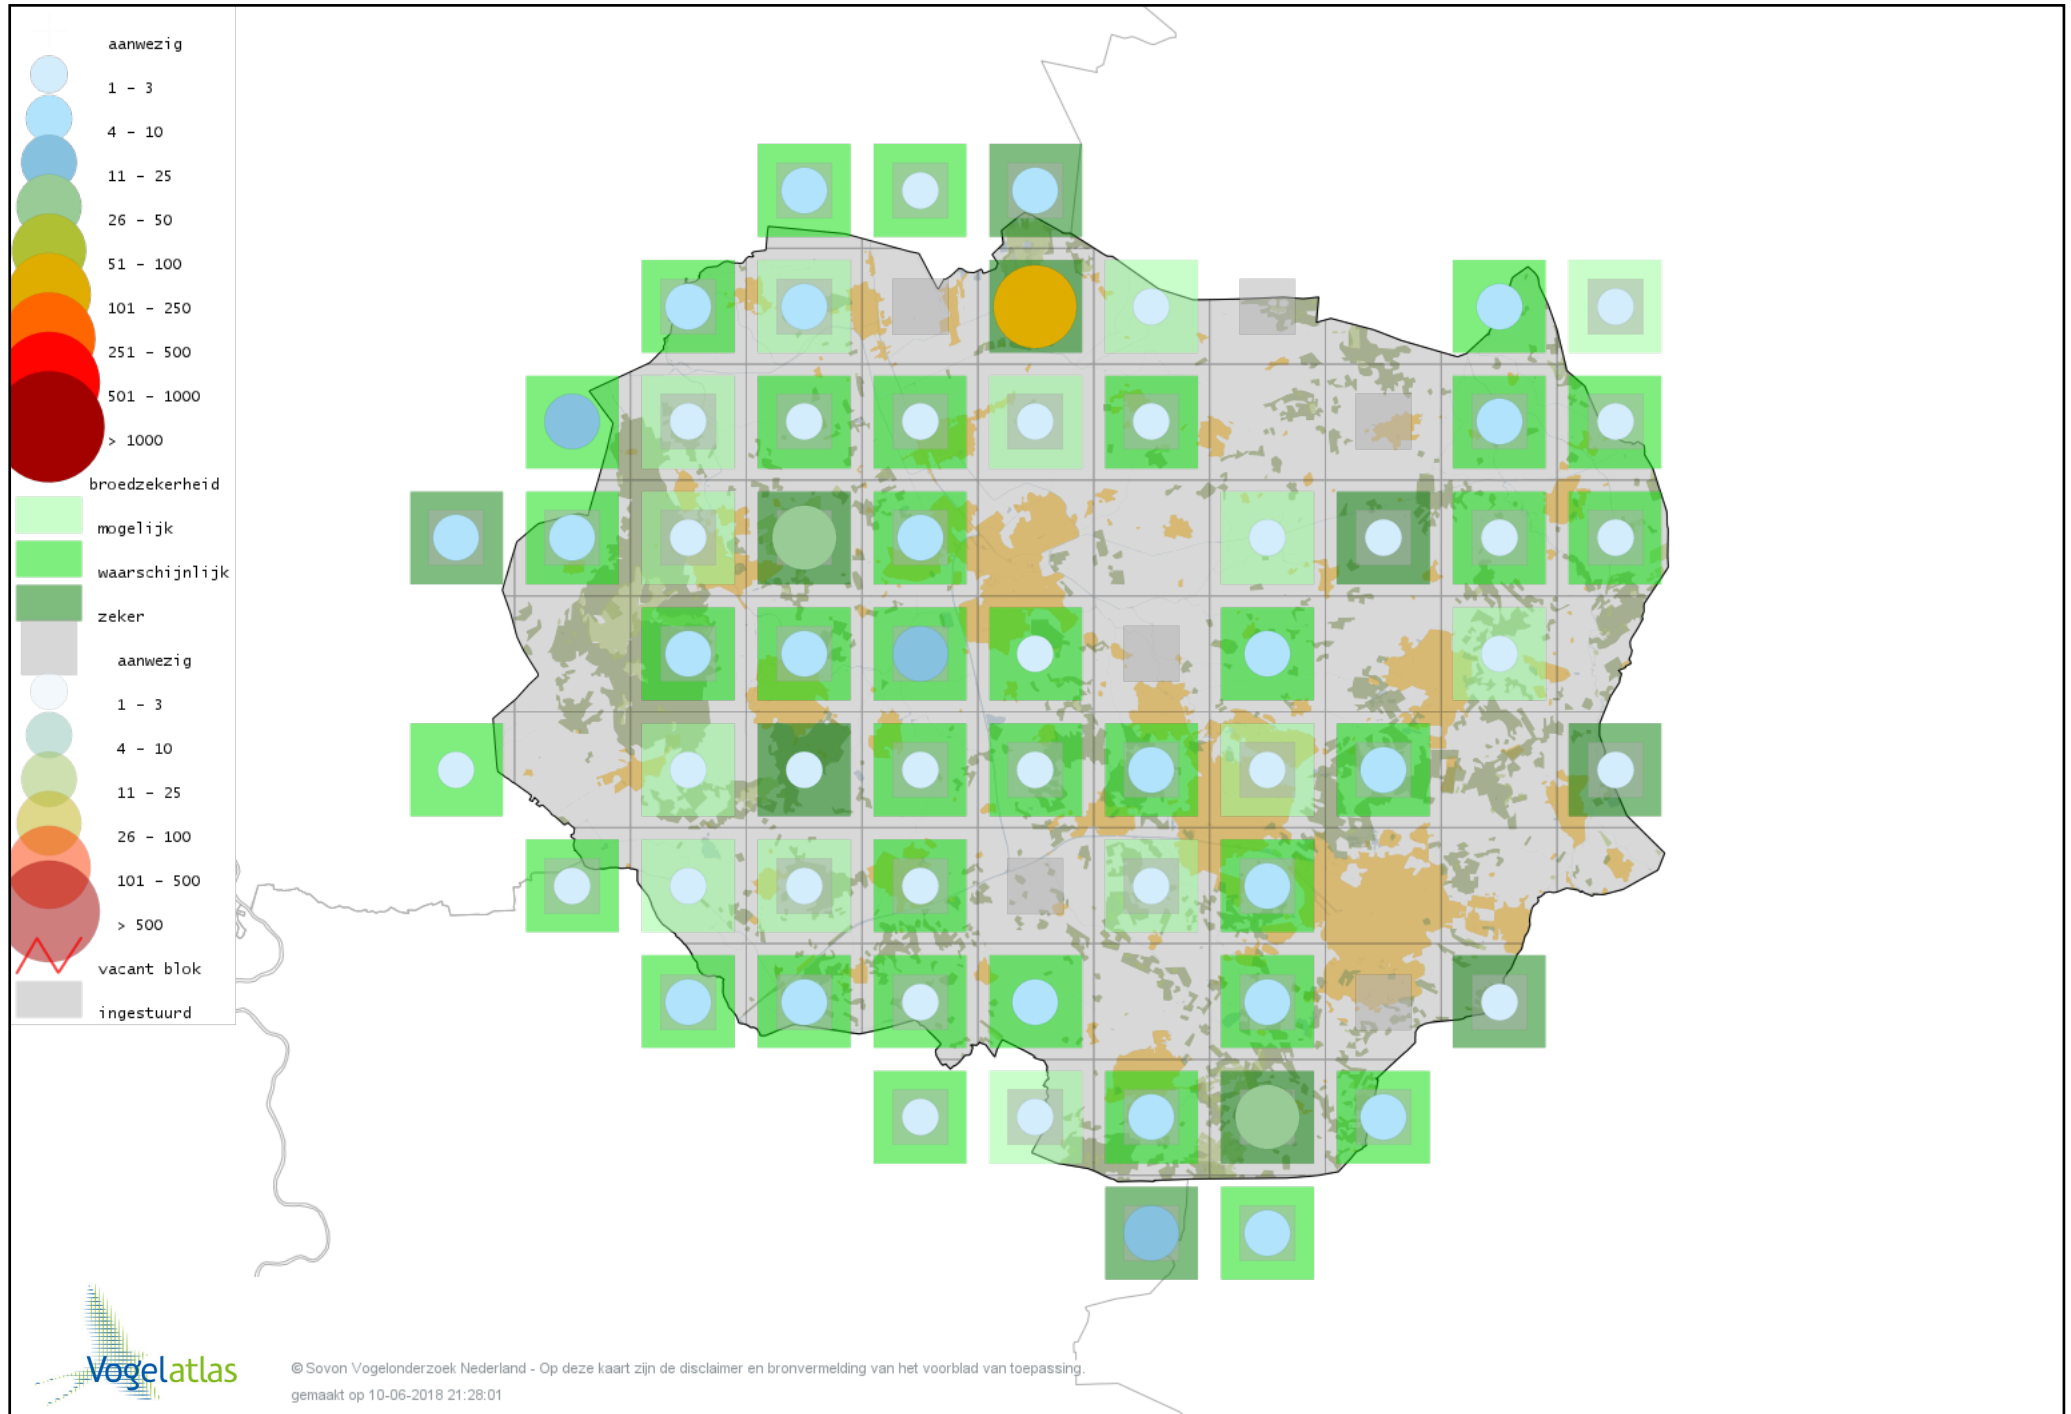 aanwezig
1 - 3
4 - 10
11 - 25
26 - 50
51 - 100
101 - 250
251 - 500
501 - 1000
> 1000
broedzekerheid
mogelijk
waarschijnlijk
zeker
aanwezig
1 - 3
4 - 10
11 - 25
26 - 100
101 - 500
> 500
vacant blok
ingestuurd
Vogelatlas
© Sovon Vogelonderzoek Nederland - Op deze kaart zijn de disclaimer en bronvermelding van het voorblad van toepassing.
gemaakt op 10-06-2018 21:28:01